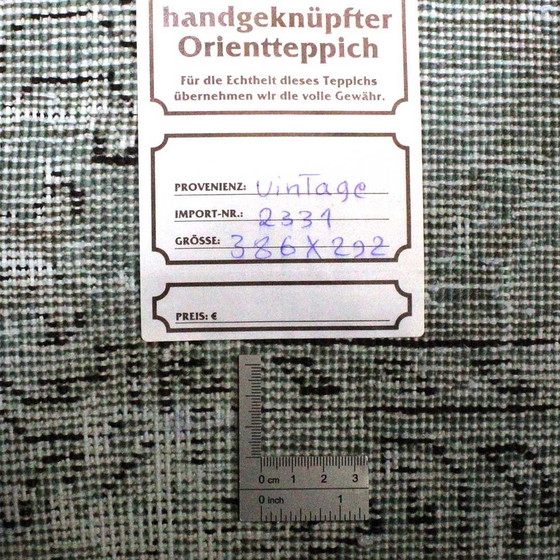 handgeknüpfter
Orientteppich
Für die Echtheit dieses Teppichs
übernehmen wir die volle Gewähr.
PROVENIENZ: vintage
IMPORT-NR.: 2331
GRÖSSE: 386 X 292
PREIS: €
0 cm 1 2 3
0 inch 1